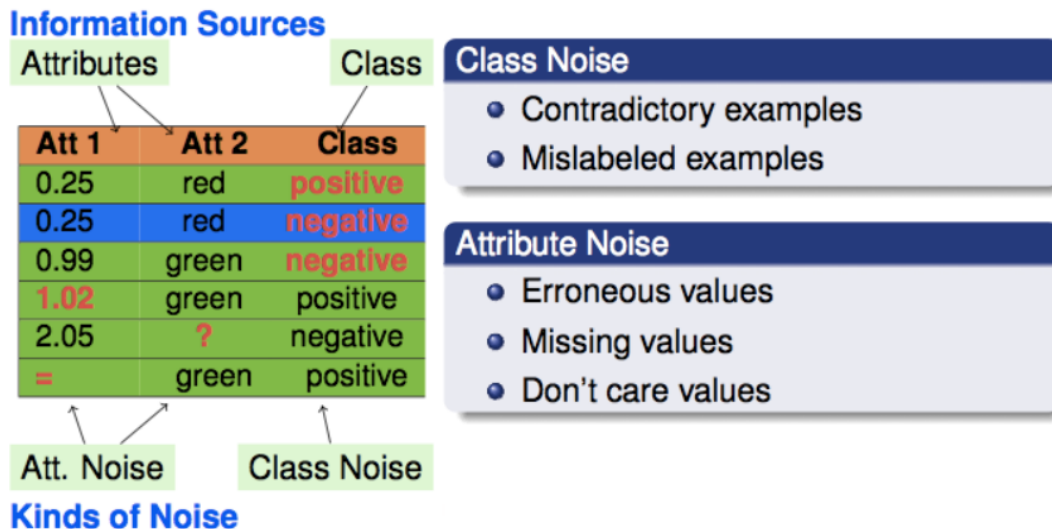 Information Sources
Attributes
Class
Att 1 Att 2 Class
0.25 red positive
0.25 red negative
0.99 green negative
1.02 green positive
2.05 ? negative
= green positive
Att. Noise
Class Noise
Kinds of Noise
Class Noise
Contradictory examples
Mislabeled examples
Attribute Noise
Erroneous values
Missing values
Don't care values